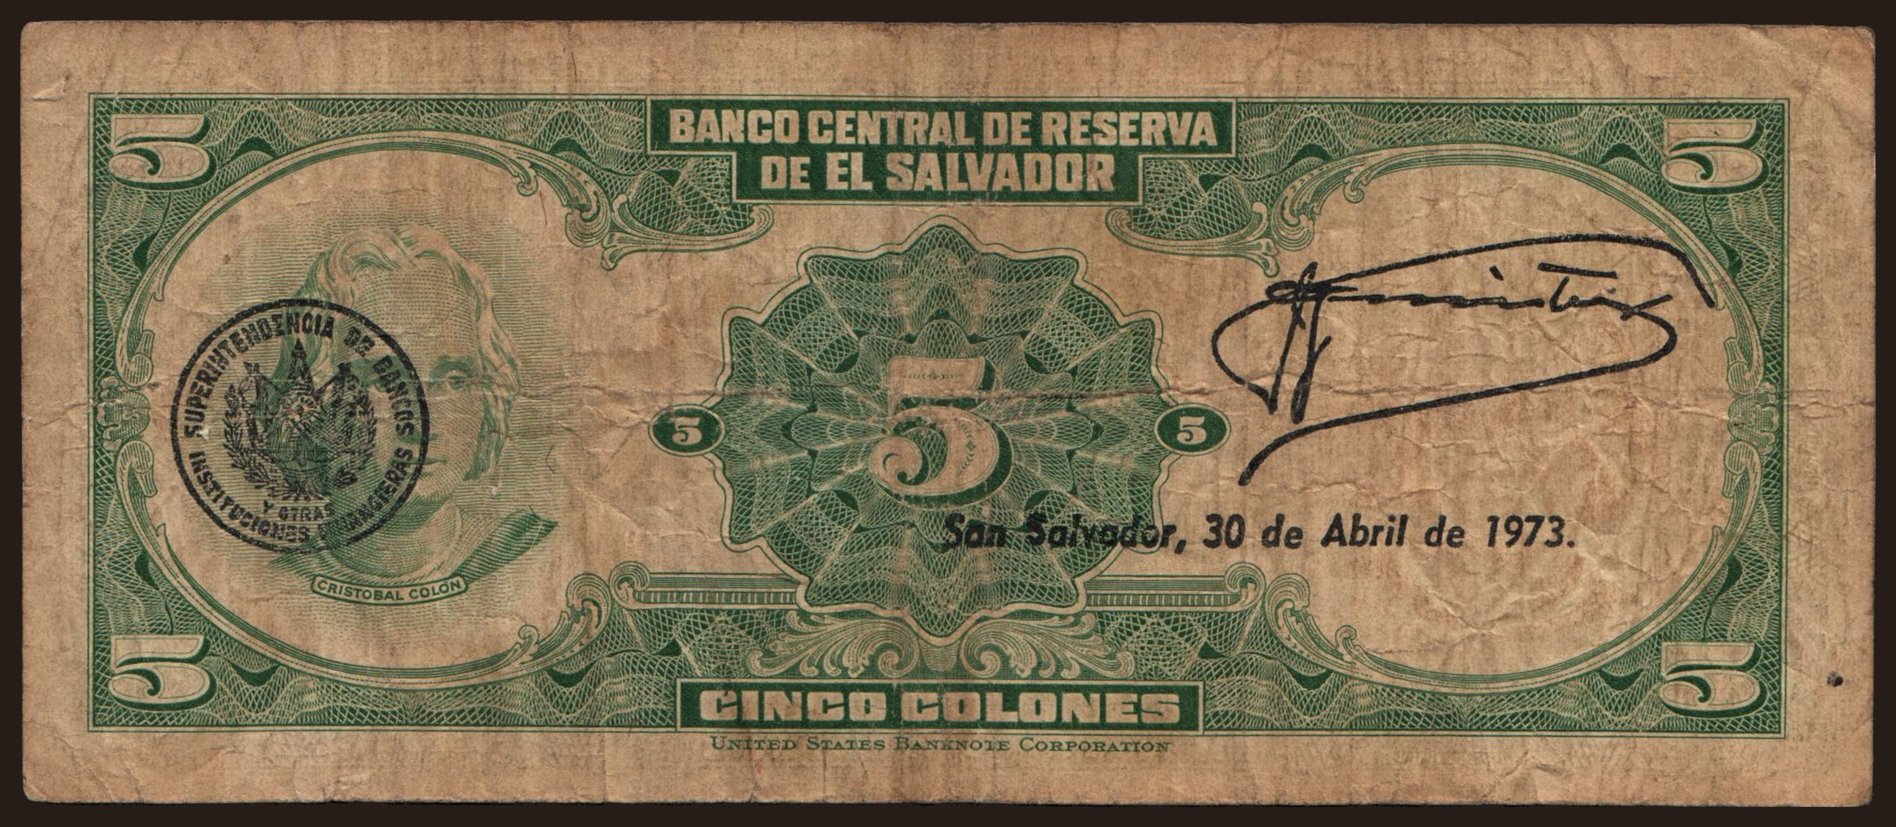 BANCO CENTRAL DE RESERVA
DE EL SALVADOR
5
5
SUPERINTENDENCIA DE BANCOS
Y OTRAS
INSTITUCIONES FINANCIERAS
5
5
5
San Salvador, 30 de Abril de 1973.
CRISTOBAL COLON
5
5
CINCO COLONES
UNITED STATES BANKNOTE CORPORATION